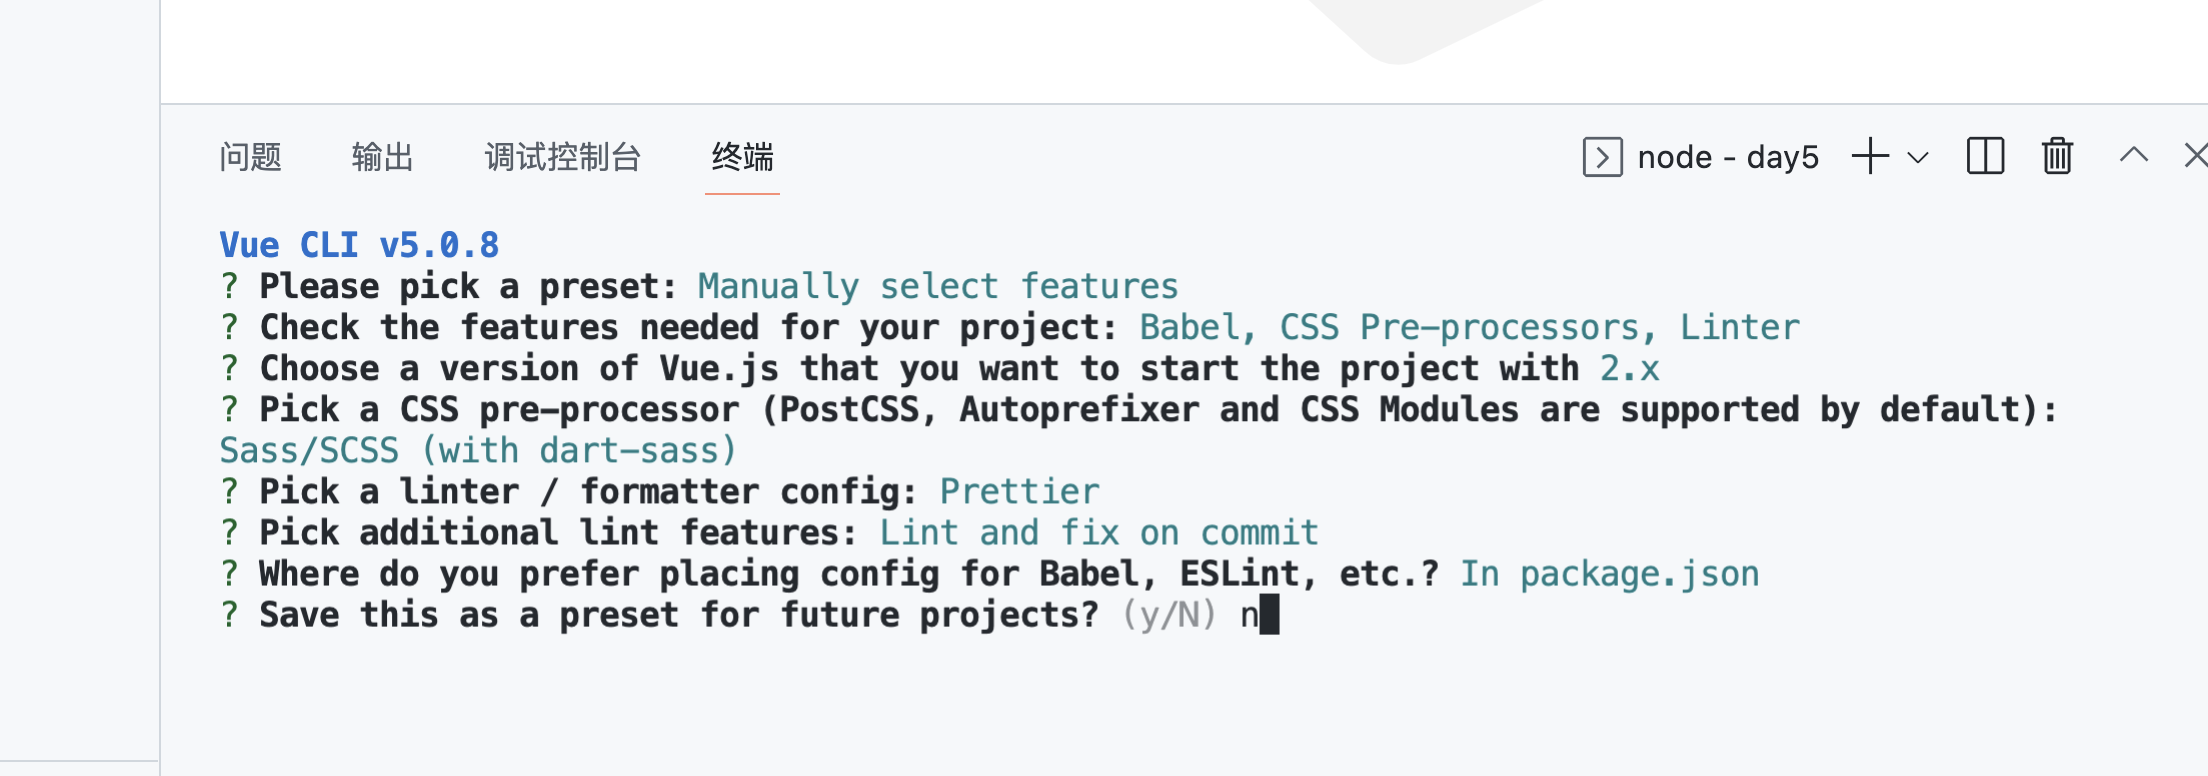 问题 输出 调试控制台 终端 node - day5
Vue CLI v5.0.8
? Please pick a preset: Manually select features
? Check the features needed for your project: Babel, CSS Pre-processors, Linter
? Choose a version of Vue.js that you want to start the project with 2.x
? Pick a CSS pre-processor (PostCSS, Autoprefixer and CSS Modules are supported by default):
Sass/SCSS (with dart-sass)
? Pick a linter / formatter config: Prettier
? Pick additional lint features: Lint and fix on commit
? Where do you prefer placing config for Babel, ESLint, etc.? In package.json
? Save this as a preset for future projects? (y/N) n